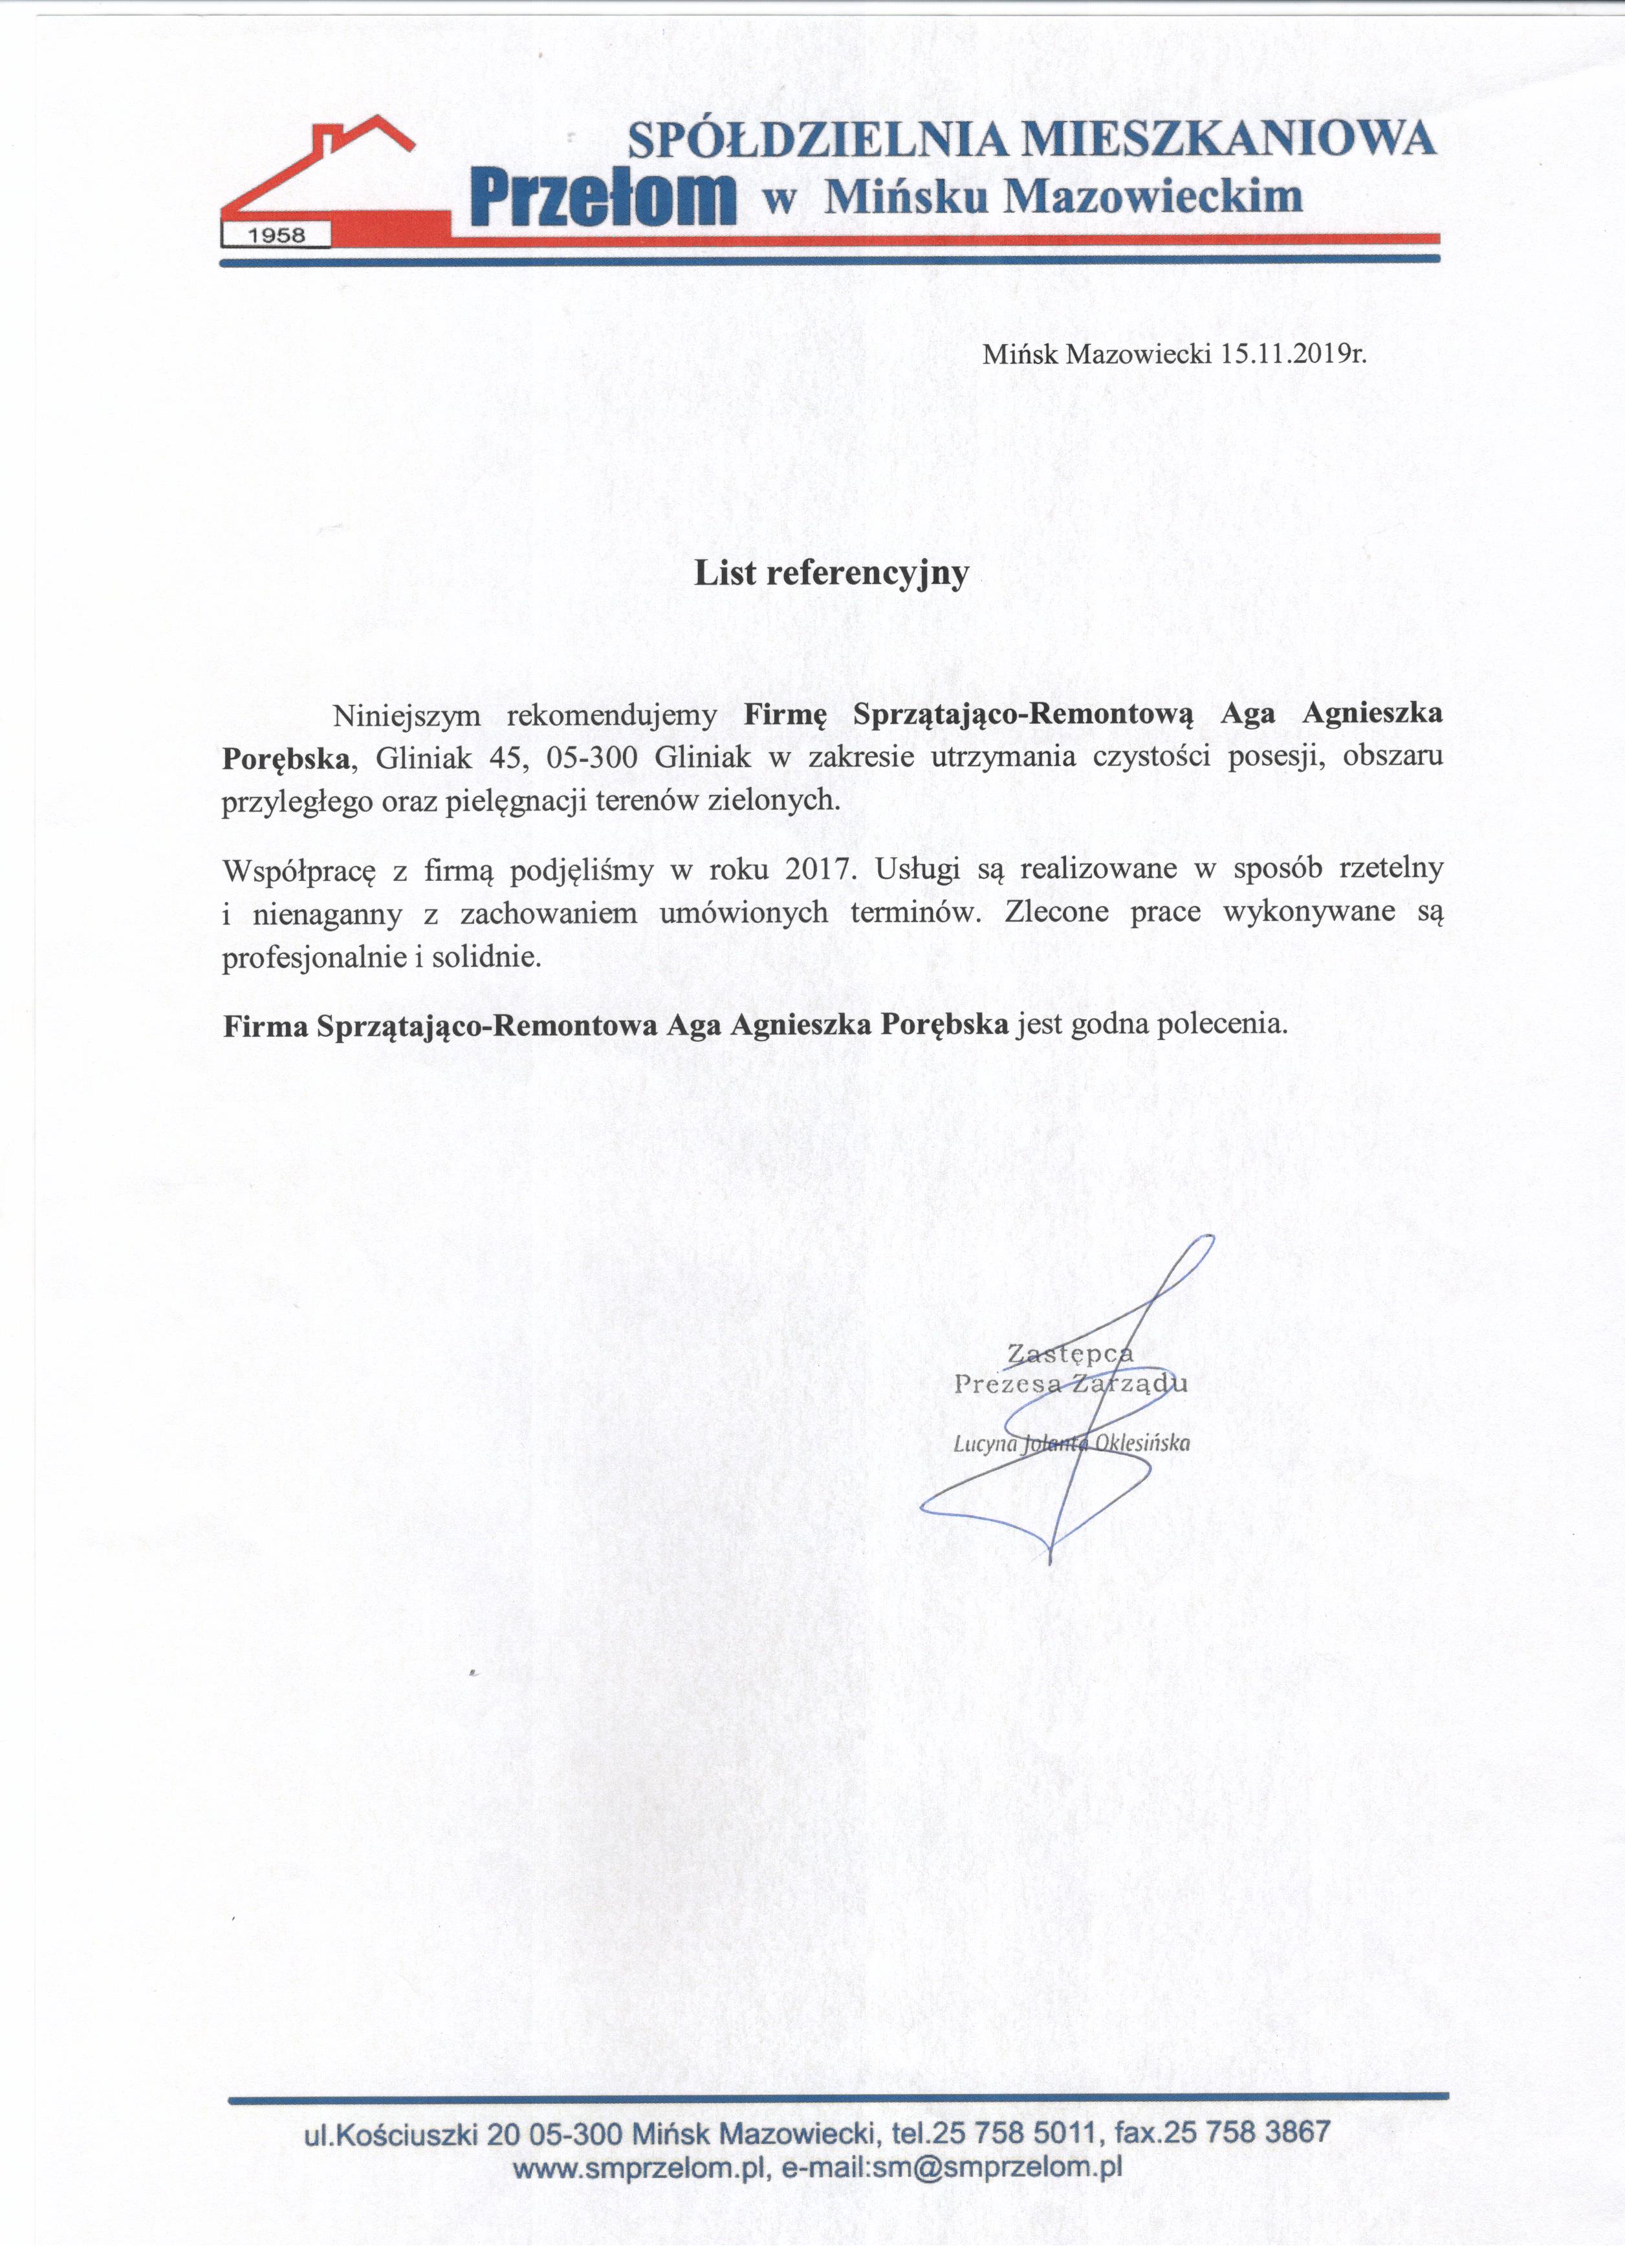 SPÓŁDZIELNIA MIESZKANIOWA
Przełom w Mińsku Mazowieckim
1958
Mińsk Mazowiecki 15.11.2019r.
List referencyjny
Niniejszym rekomendujemy Firmę Sprzątająco-Remontową Aga Agnieszka
Porębska, Gliniak 45, 05-300 Gliniak w zakresie utrzymania czystości posesji, obszaru
przyległego oraz pielęgnacji terenów zielonych.
Współpracę z firmą podjęliśmy w roku 2017. Usługi są realizowane w sposób rzetelny
i nienaganny z zachowaniem umówionych terminów. Zlecone prace wykonywane są
profesjonalnie i solidnie.
Firma Sprzątająco-Remontowa Aga Agnieszka Porębska jest godna polecenia.
Zastępca
Prezesa Zarządu
Lucyna Jolanta Oklesińska
ul.Kościuszki 20 05-300 Mińsk Mazowiecki, tel.25 758 5011, fax.25 758 3867
www.smprzelom.pl, e-mail:sm@smprzelom.pl